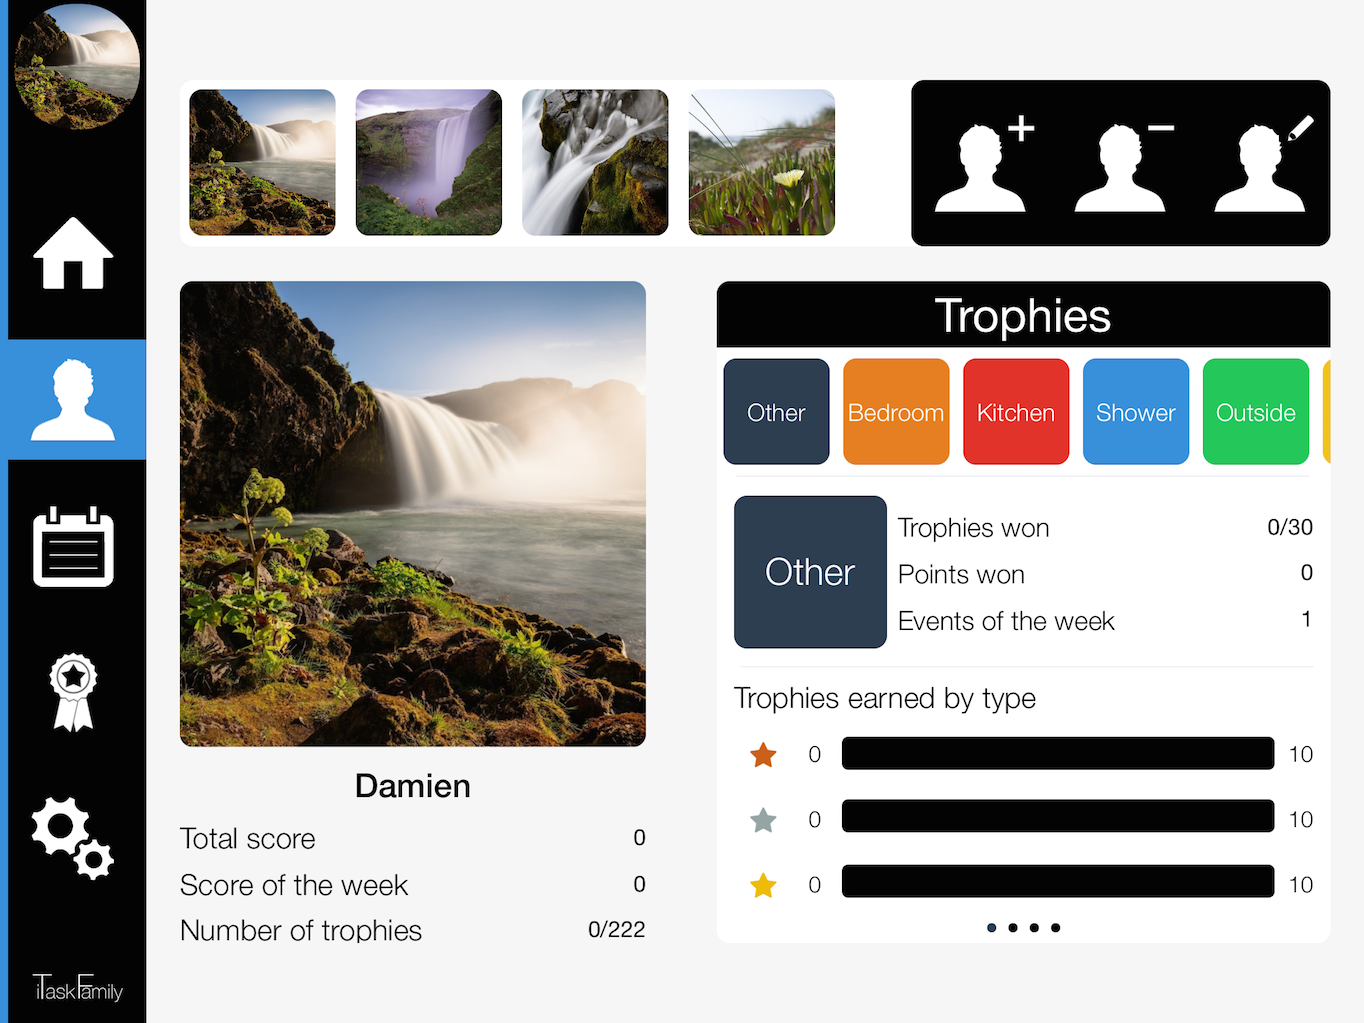 Trophies
Other
Bedroom
Kitchen
Shower
Outside
Other
Trophies won 0/30
Points won 0
Events of the week 1
Trophies earned by type
0 10
0 10
0 10
Damien
Total score 0
Score of the week 0
Number of trophies 0/222
iTaskFamily